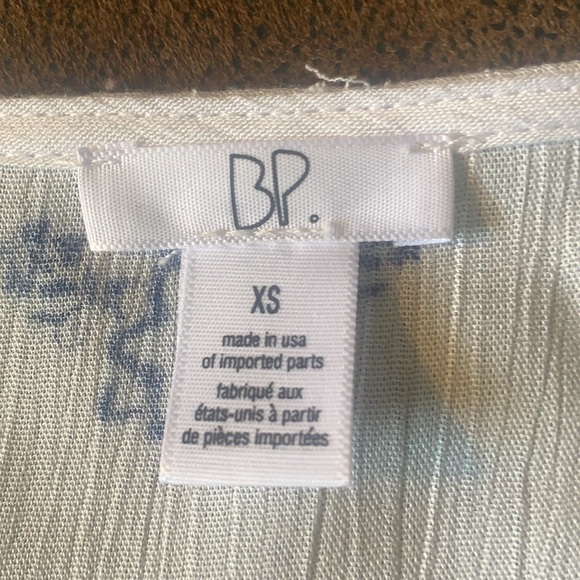 BP.
XS
made in usa
of imported parts
fabriqué aux
états-unis à partir
de pièces importées